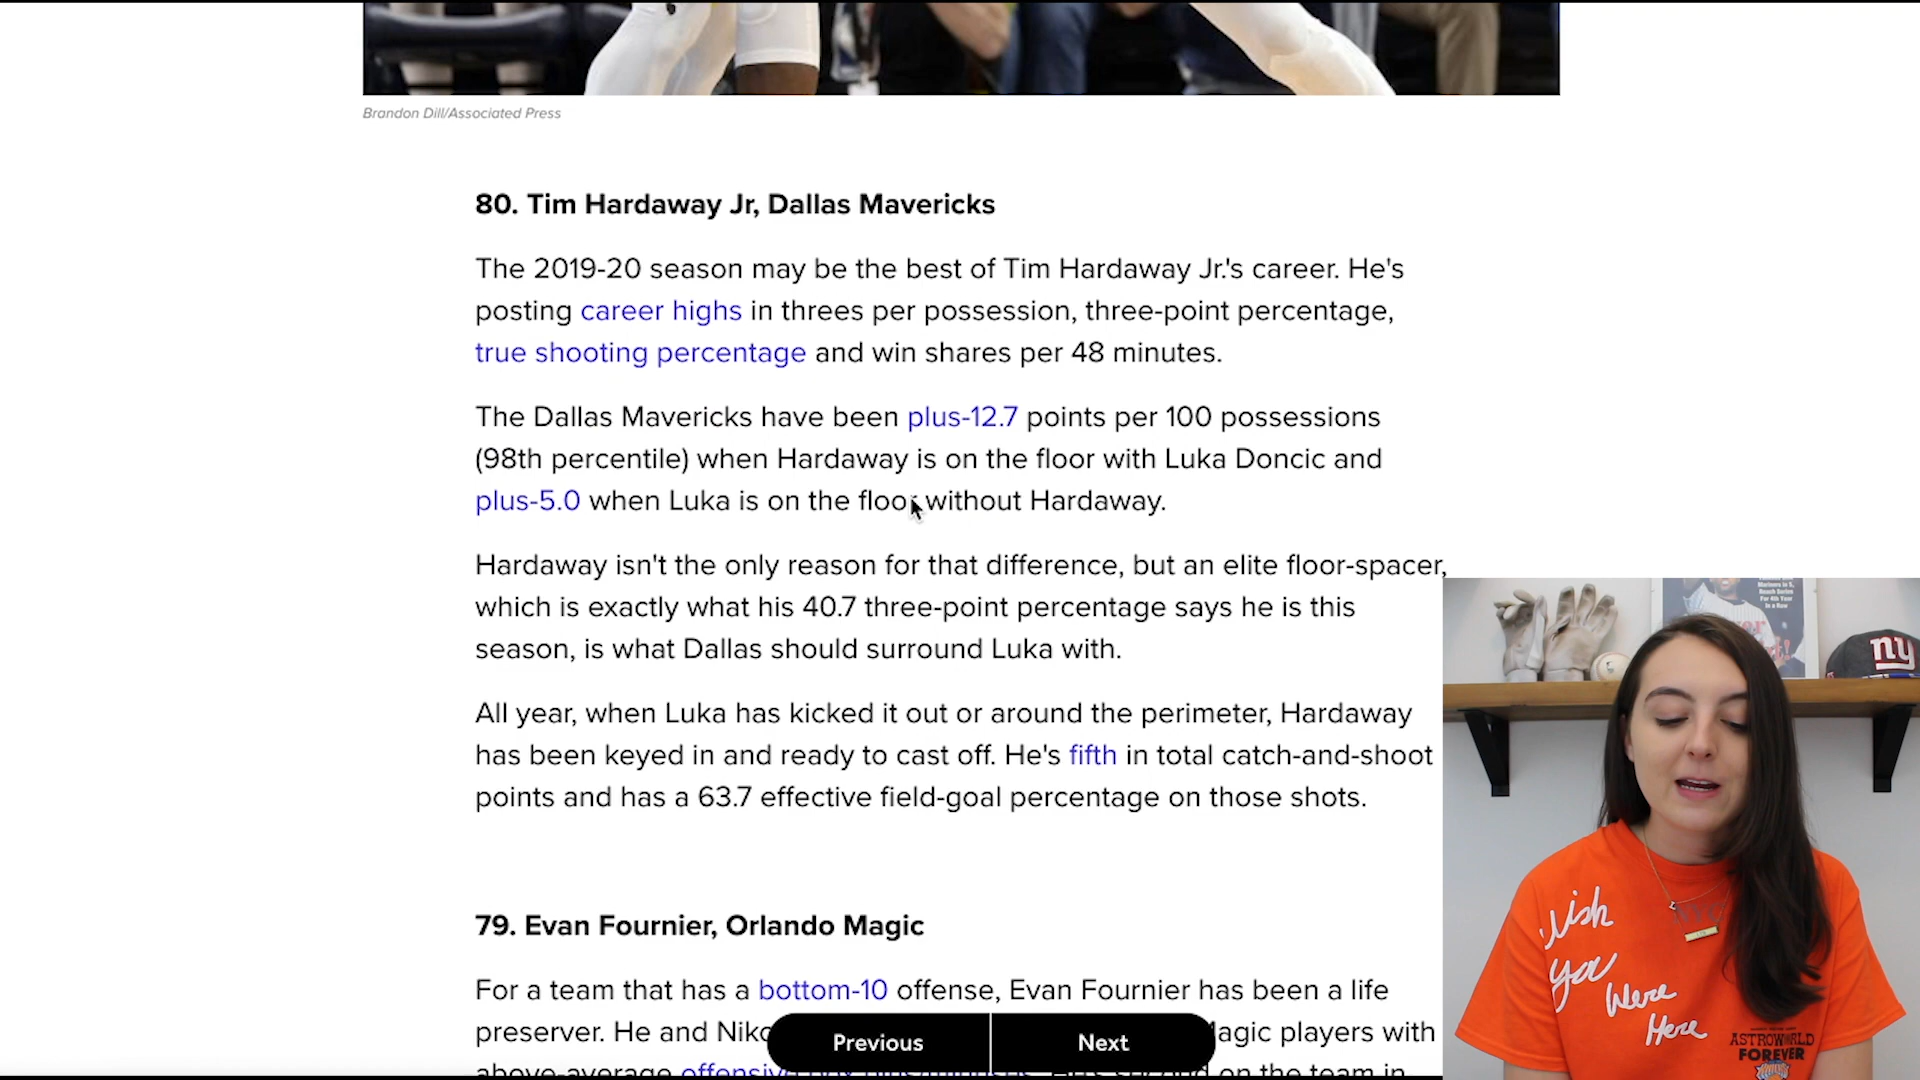 Brandon Dill/Associated Press
80. Tim Hardaway Jr, Dallas Mavericks
The 2019-20 season may be the best of Tim Hardaway Jr.'s career. He's
posting career highs in threes per possession, three-point percentage,
true shooting percentage and win shares per 48 minutes.
The Dallas Mavericks have been plus-12.7 points per 100 possessions
(98th percentile) when Hardaway is on the floor with Luka Doncic and
plus-5.0 when Luka is on the floor without Hardaway.
Hardaway isn't the only reason for that difference, but an elite floor-spacer,
which is exactly what his 40.7 three-point percentage says he is this
season, is what Dallas should surround Luka with.
All year, when Luka has kicked it out or around the perimeter, Hardaway
has been keyed in and ready to cast off. He's fifth in total catch-and-shoot
points and has a 63.7 effective field-goal percentage on those shots.
79. Evan Fournier, Orlando Magic
For a team that has a bottom-10 offense, Evan Fournier has been a life
preserver. He and Magic players with
above-average on the team in
Previous
Next
ny
Wish
You
Were
Here
ASTROWORLD
FOREVER